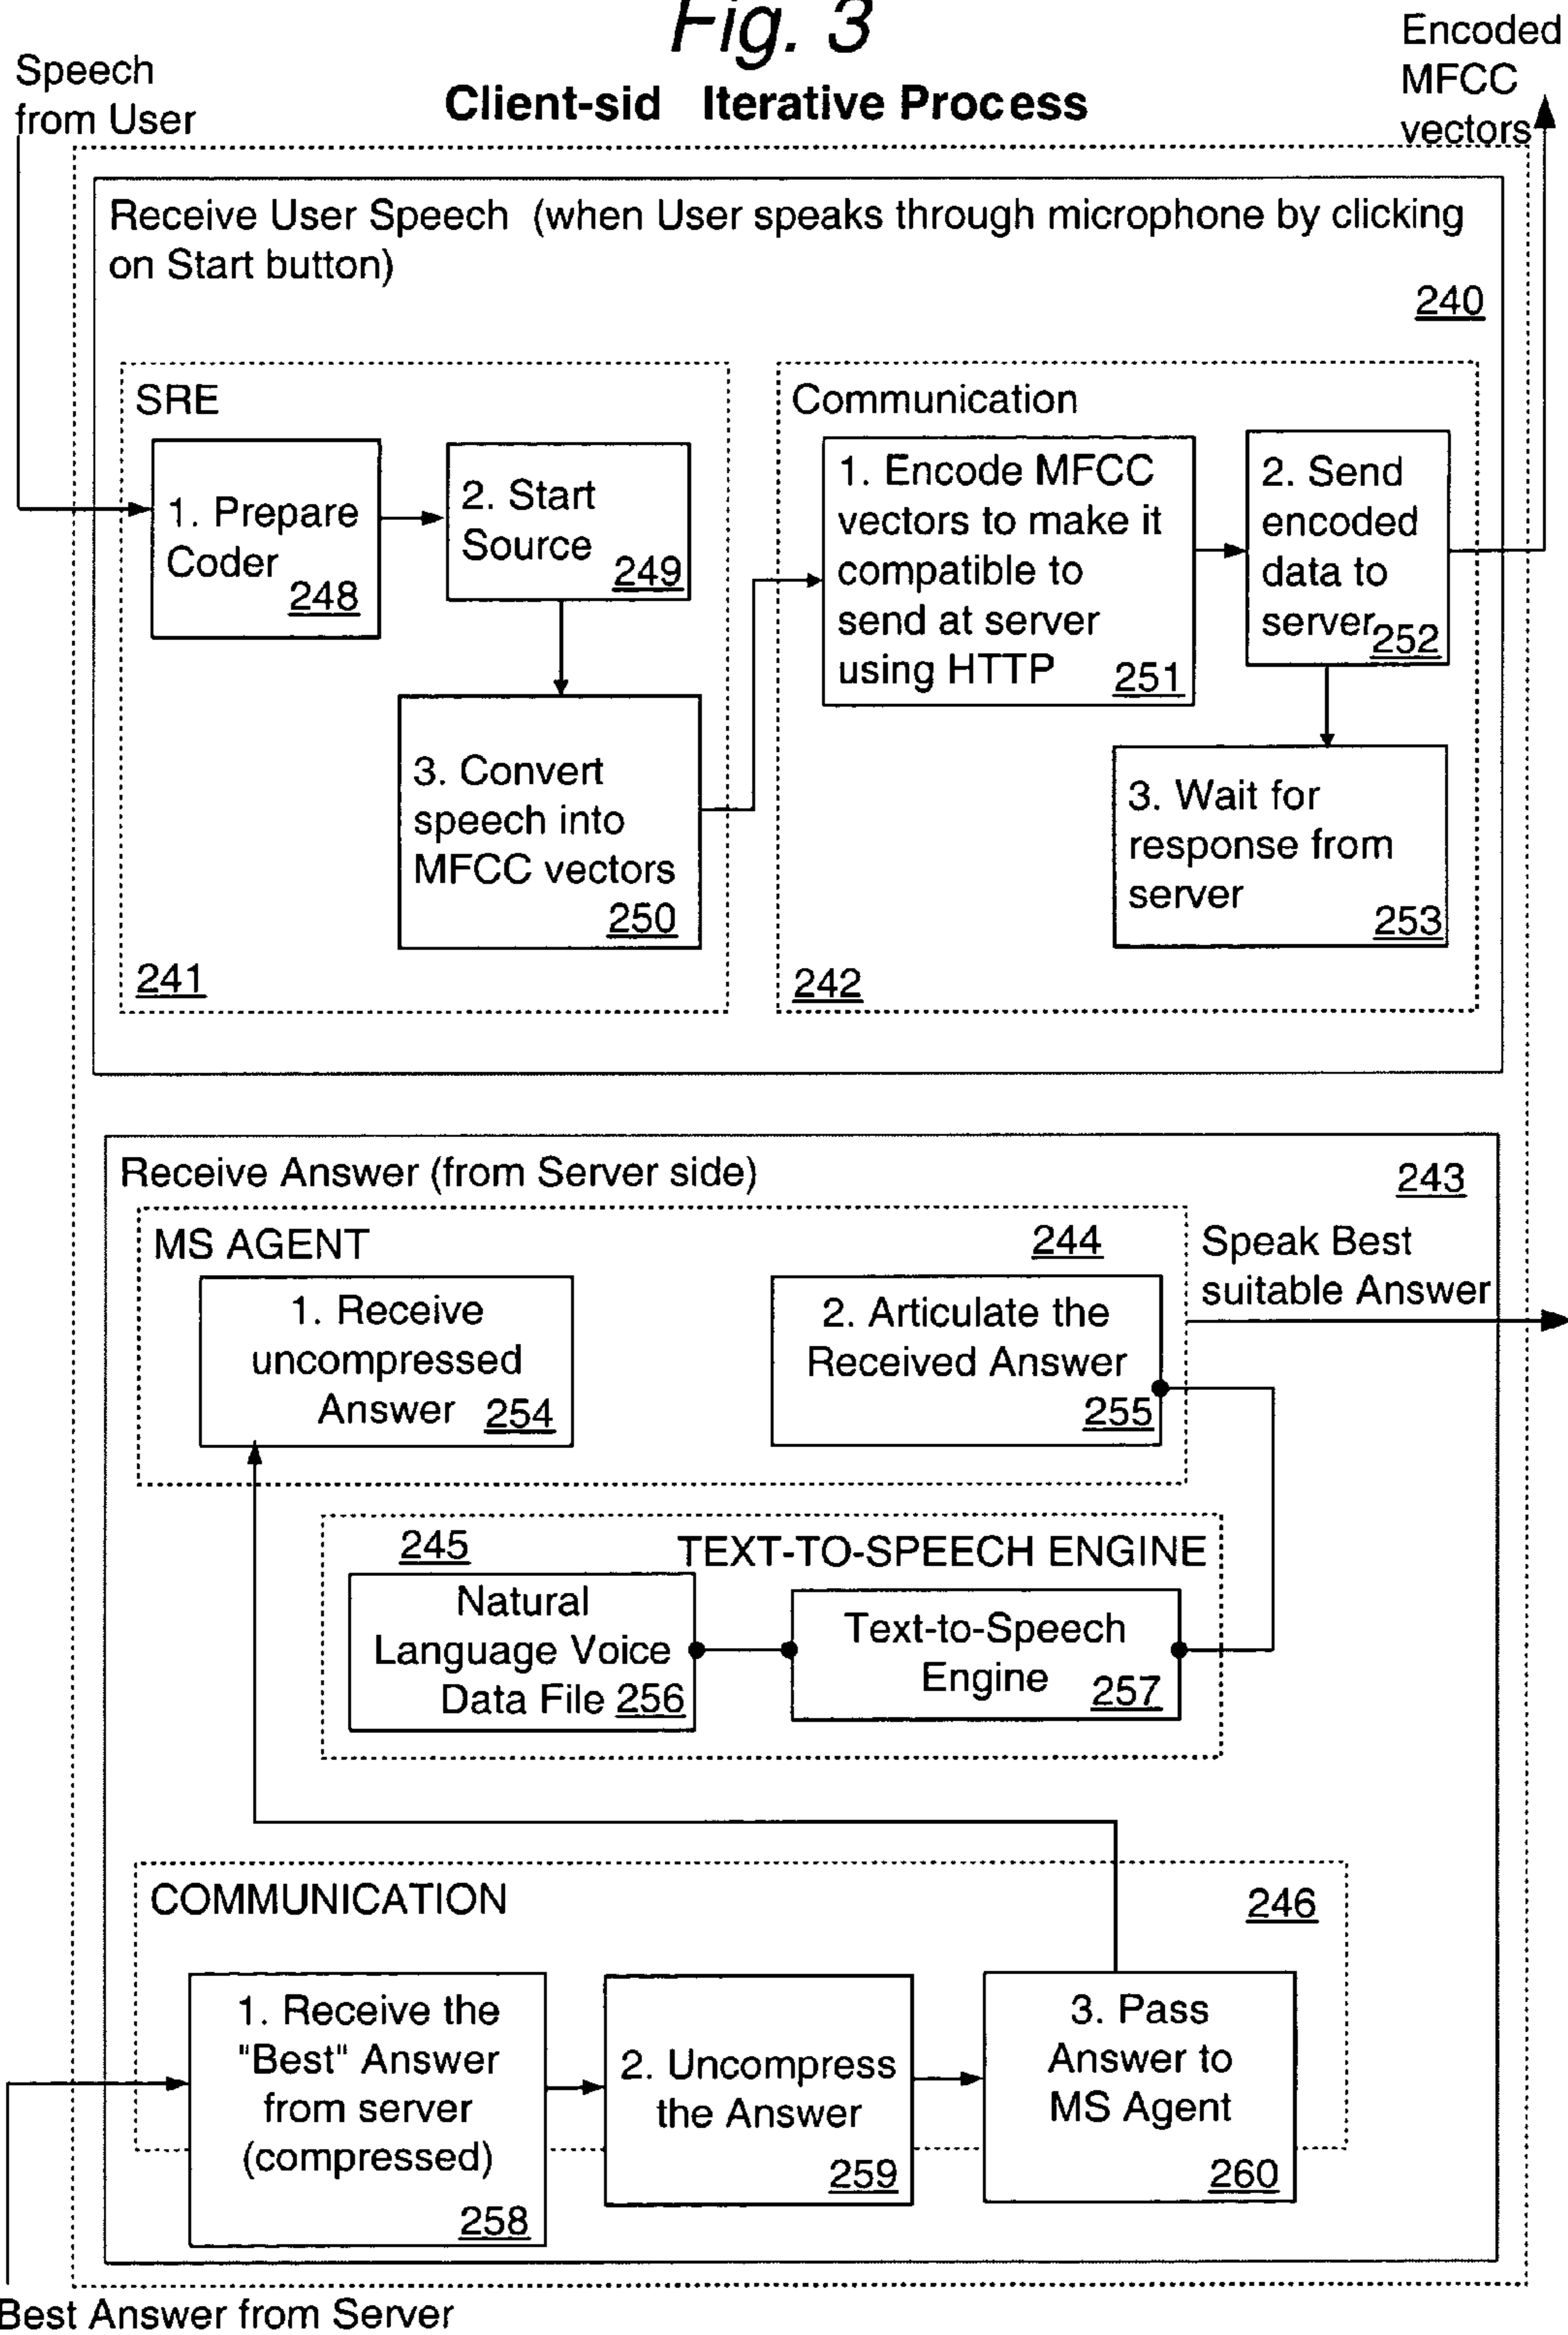 Fig. 3
Client-sid Iterative Process
Speech
from User
Encoded
MFCC
vectors
Receive User Speech (when User speaks through microphone by clicking
on Start button)
240
SRE
1. Prepare
Coder
248
2. Start
Source
249
3. Convert
speech into
MFCC vectors
250
241
Communication
1. Encode MFCC
vectors to make it
compatible to
send at server
using HTTP
251
2. Send
encoded
data to
server
252
3. Wait for
response from
server
253
242
Receive Answer (from Server side)
243
MS AGENT
244
1. Receive
uncompressed
Answer 254
2. Articulate the
Received Answer
255
Speak Best
suitable Answer
245
TEXT-TO-SPEECH ENGINE
Natural
Language Voice
Data File 256
Text-to-Speech
Engine
257
COMMUNICATION
246
1. Receive the
"Best" Answer
from server
(compressed)
258
2. Uncompress
the Answer
259
3. Pass
Answer to
MS Agent
260
Best Answer from Server